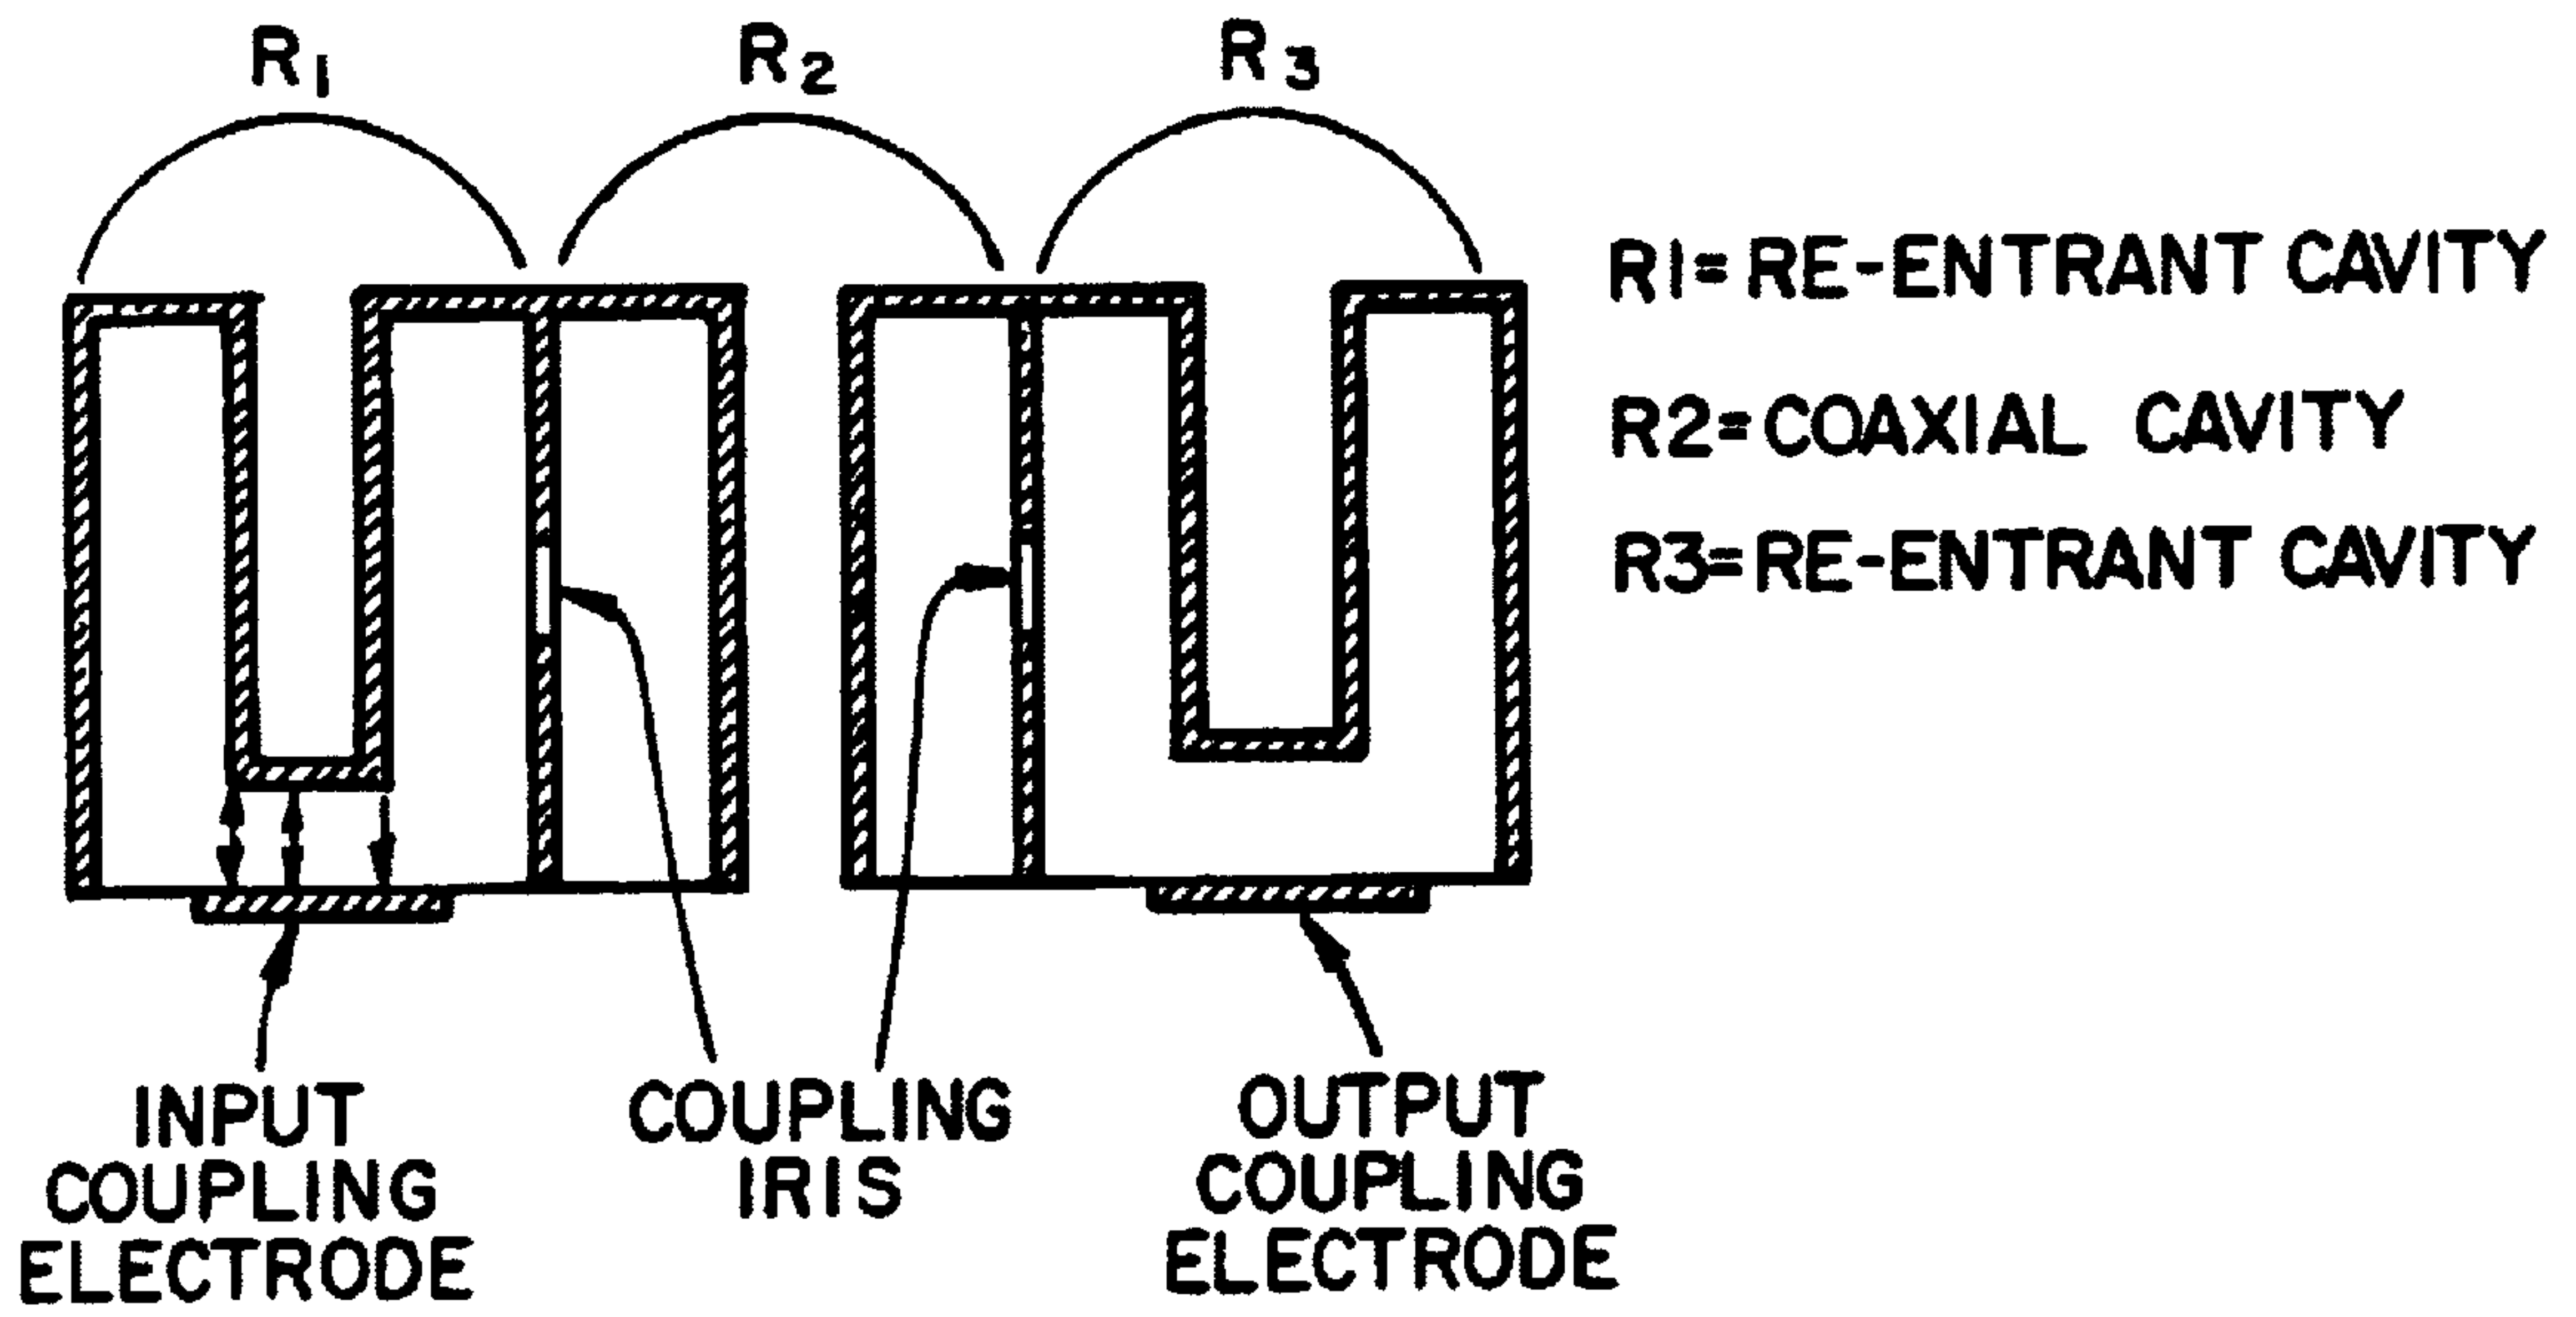 R1
R2
R3
R1= RE-ENTRANT CAVITY
R2= COAXIAL CAVITY
R3= RE-ENTRANT CAVITY
INPUT
COUPLING
ELECTRODE
COUPLING
IRIS
OUTPUT
COUPLING
ELECTRODE